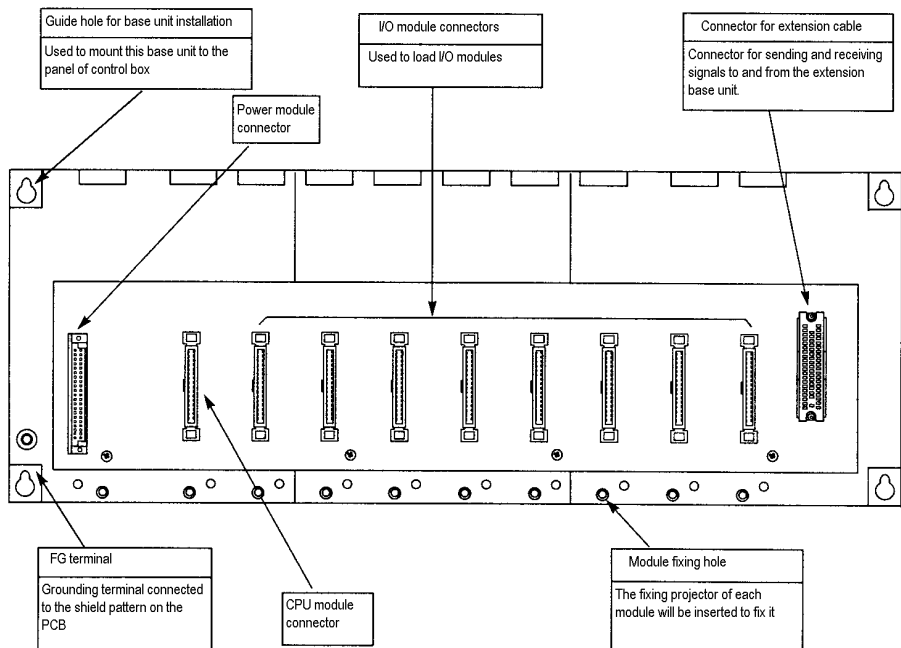 Guide hole for base unit installation
Used to mount this base unit to the
panel of control box
I/O module connectors
Used to load I/O modules
Connector for extension cable
Connector for sending and receiving
signals to and from the extension
base unit.
Power module
connector
FG terminal
Grounding terminal connected
to the shield pattern on the
PCB
CPU module
connector
Module fixing hole
The fixing projector of each
module will be inserted to fix it